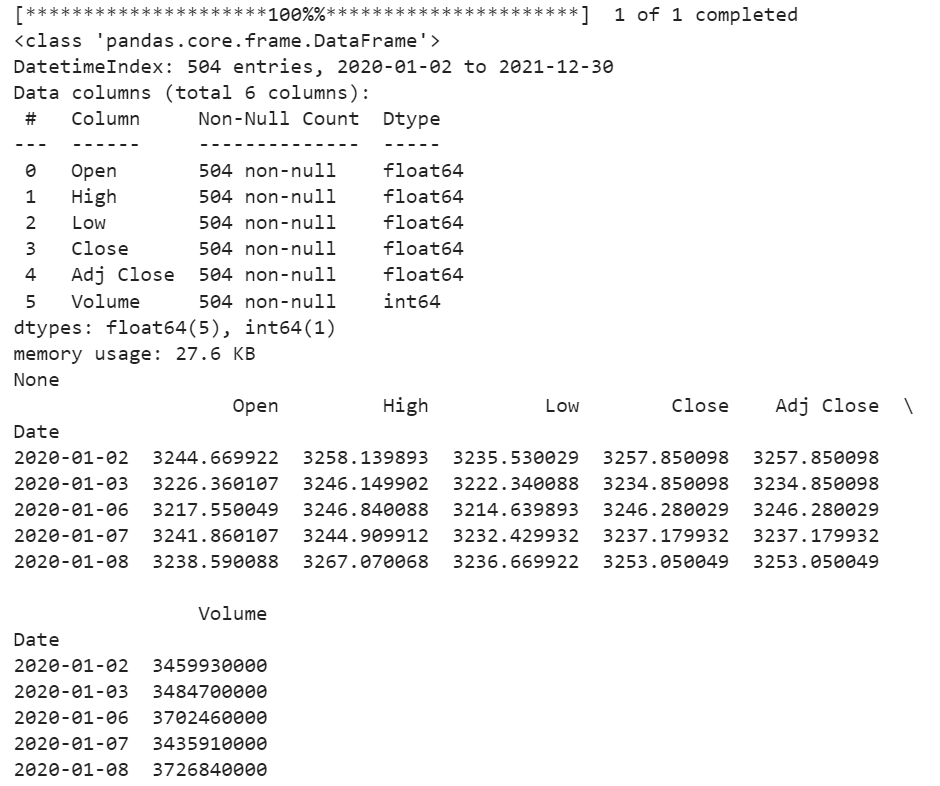 [*********************100%%**********************]  1 of 1 completed
<class 'pandas.core.frame.DataFrame'>
DatetimeIndex: 504 entries, 2020-01-02 to 2021-12-30
Data columns (total 6 columns):
 #   Column     Non-Null Count  Dtype
---  ------     --------------  -----
 0   Open       504 non-null    float64
 1   High       504 non-null    float64
 2   Low        504 non-null    float64
 3   Close      504 non-null    float64
 4   Adj Close  504 non-null    float64
 5   Volume     504 non-null    int64
dtypes: float64(5), int64(1)
memory usage: 27.6 KB
None
                   Open         High          Low        Close    Adj Close  \
Date
2020-01-02  3244.669922  3258.139893  3235.530029  3257.850098  3257.850098
2020-01-03  3226.360107  3246.149902  3222.340088  3234.850098  3234.850098
2020-01-06  3217.550049  3246.840088  3214.639893  3246.280029  3246.280029
2020-01-07  3241.860107  3244.909912  3232.429932  3237.179932  3237.179932
2020-01-08  3238.590088  3267.070068  3236.669922  3253.050049  3253.050049

                Volume
Date
2020-01-02  3459930000
2020-01-03  3484700000
2020-01-06  3702460000
2020-01-07  3435910000
2020-01-08  3726840000